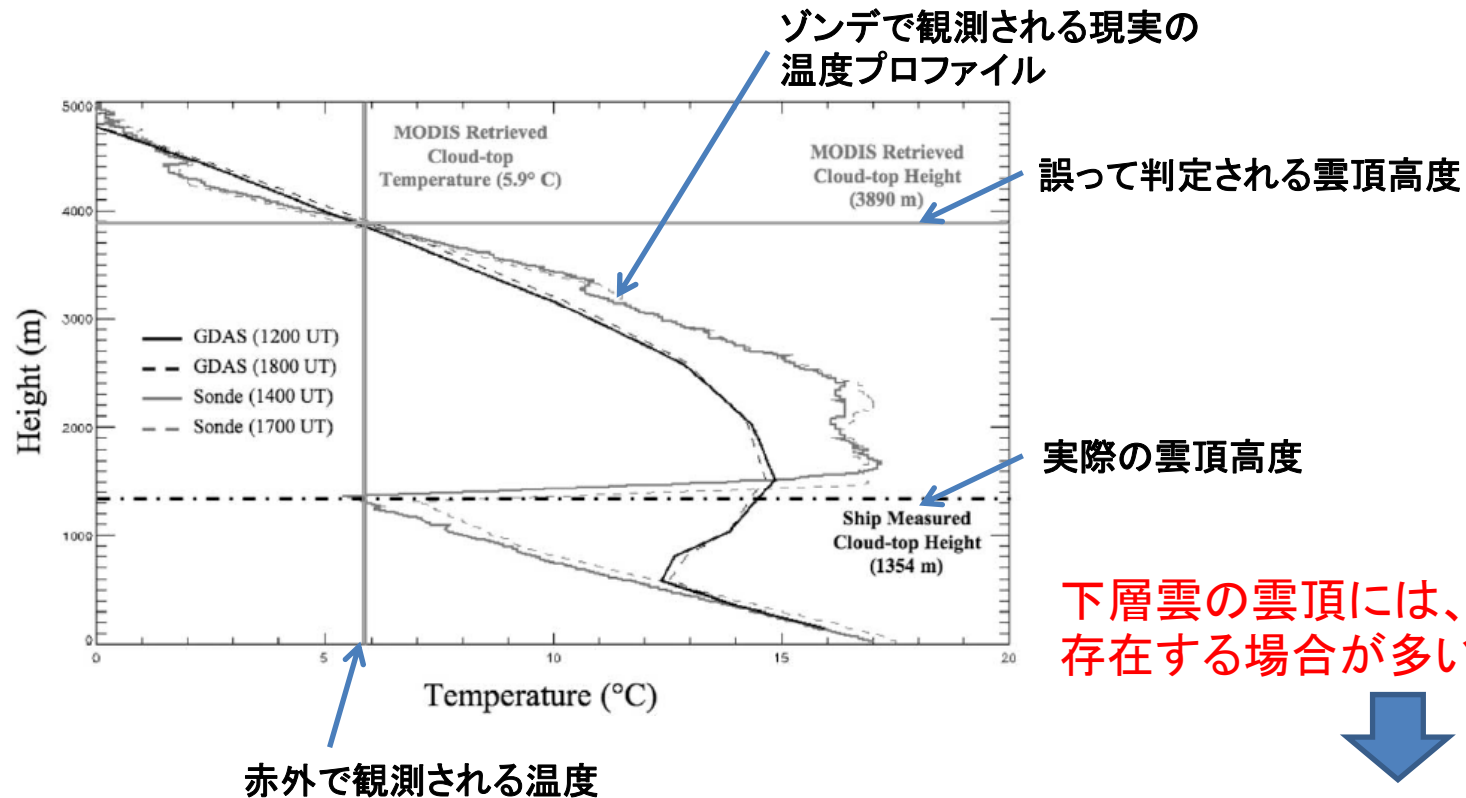 ゾンデで観測される現実の
温度プロファイル
MODIS Retrieved
Cloud-top
Temperature (5.9° C)
MODIS Retrieved
Cloud-top Height
(3890 m)
誤って判定される雲頂高度
5000
4000
3000
2000
1000
0
Height (m)
GDAS (1200 UT)
GDAS (1800 UT)
Sonde (1400 UT)
Sonde (1700 UT)
実際の雲頂高度
Ship Measured
Cloud-top Height
(1354 m)
0 5 10 15 20
Temperature (°C)
下層雲の雲頂には、
存在する場合が多い
赤外で観測される温度